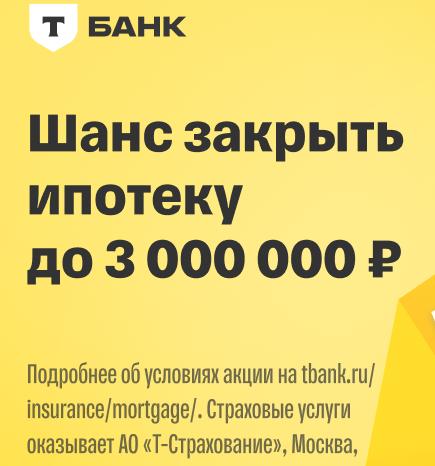 Т БАНК
Шанс закрыть
ипотеку
до 3 000 000 ₽
Подробнее об условиях акции на tbank.ru/
insurance/mortgage/. Страховые услуги
оказывает АО «Т-Страхование», Москва,